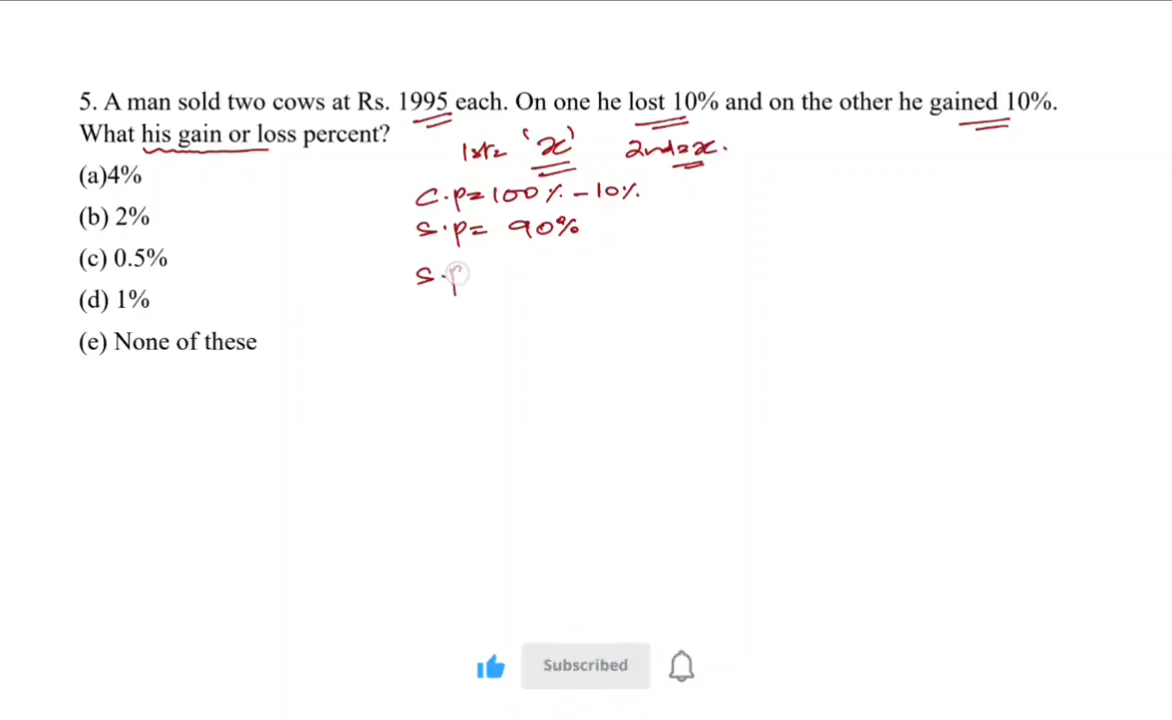 5. A man sold two cows at Rs. 1995 each. On one he lost 10% and on the other he gained 10%.
What his gain or loss percent?
1st= 'x' 2nd=x.
(a)4%
C.P=100%-10%
(b) 2%
S.P= 90%
(c) 0.5%
S.P
(d) 1%
(e) None of these
Subscribed